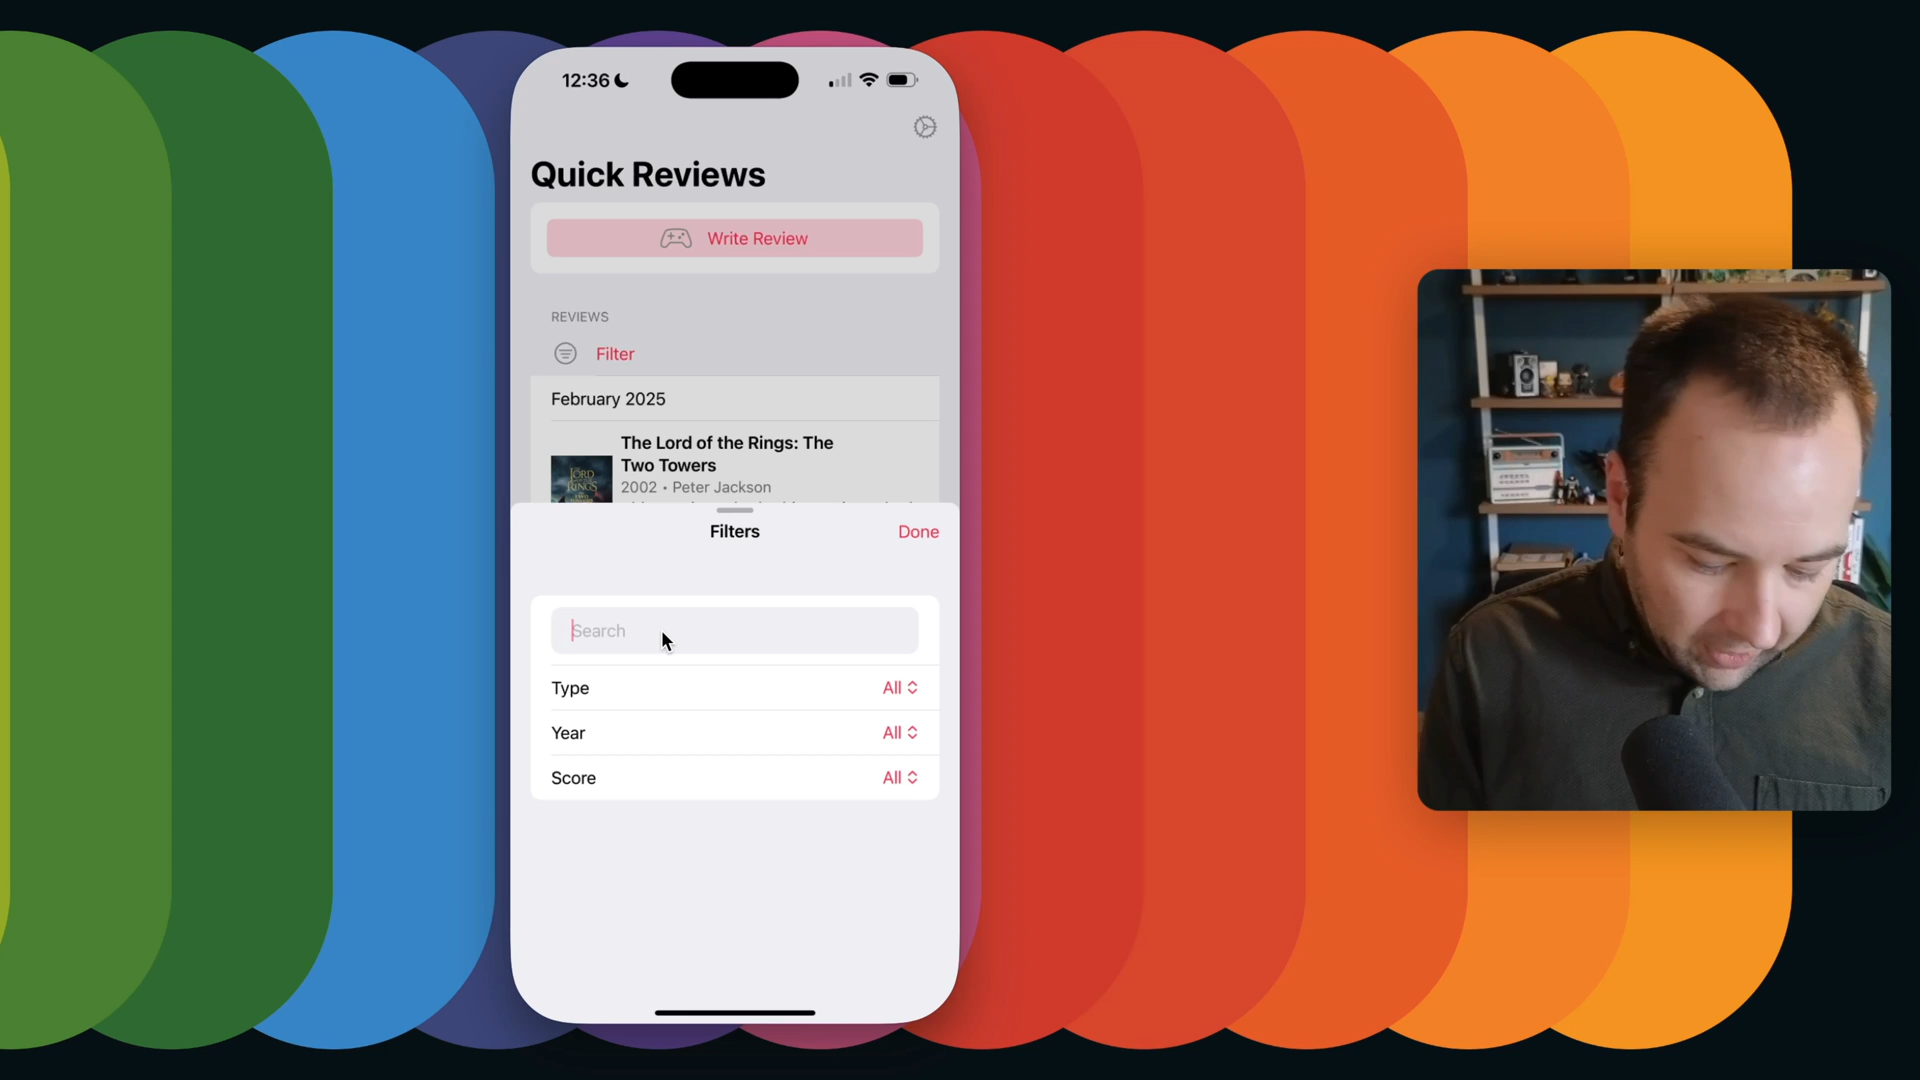 12:36
Quick Reviews
Write Review
REVIEWS
Filter
February 2025
The Lord of the Rings: The
Two Towers
2002 • Peter Jackson
Filters
Done
Search
Type
All
Year
All
Score
All